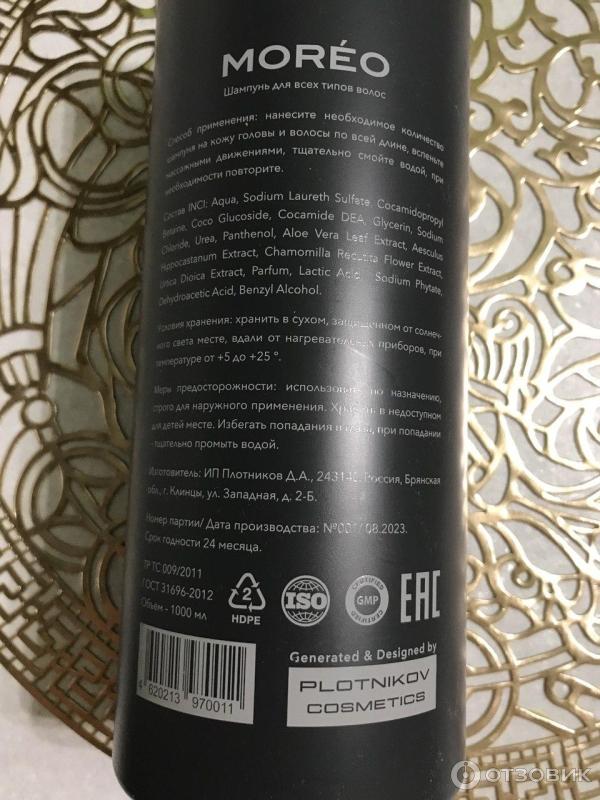 MORÉO
Шампунь для всех типов волос
Способ применения: нанесите необходимое количество
шампуня на кожу головы и волосы по всей длине, вспеньте
массажными движениями, тщательно смойте водой, при
необходимости повторите.
Состав INCI: Aqua, Sodium Laureth Sulfate, Cocamidopropyl
Betaine, Coco Glucoside, Cocamide DEA, Glycerin, Sodium
Chloride, Urea, Panthenol, Aloe Vera Leaf Extract, Aesculus
Hippocastanum Extract, Chamomilla Recutita Flower Extract,
Urtica Dioica Extract, Parfum, Lactic Acid, Sodium Phytate,
Dehydroacetic Acid, Benzyl Alcohol.
Условия хранения: хранить в сухом, защищенном от солнеч-
ного света месте, вдали от нагревательных приборов, при
температуре от +5 до +25 °.
Меры предосторожности: использовать по назначению,
строго для наружного применения. Хранить в недоступном
для детей месте. Избегать попадания в глаза, при попадании
- тщательно промыть водой.
Изготовитель: ИП Плотников Д.А., Россия, Брянская
обл., г. Клинцы, ул. Западная, д. 2-Б.
Номер партии/ Дата производства: 08.2023.
Срок годности 24 месяца.
ТР ТС 009/2011
ГОСТ 31696-2012
Объём - 1000 мл
2
HDPE
ISO
CERTIFIED
GMP
CERTIFIED
EAC
Generated & Designed by
PLOTNIKOV
COSMETICS
4 620213 970011
ОТЗОВИК